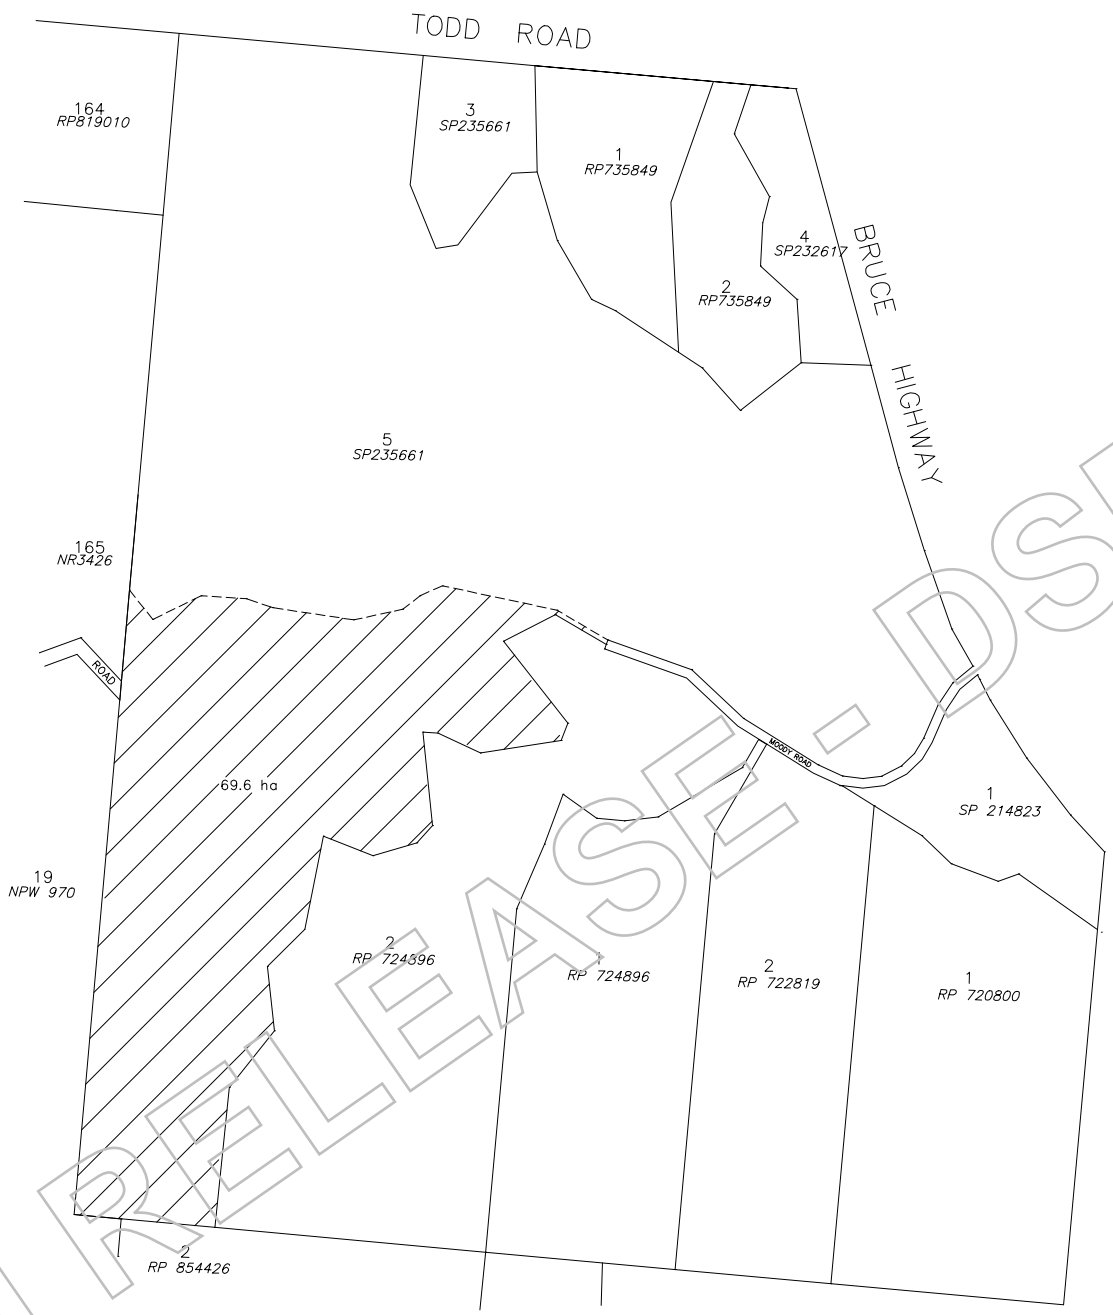 TODD ROAD
164
RP819010
3
SP235661
1
RP735849
4
SP232617
BRUCE HIGHWAY
2
RP735849
5
SP235661
165
NR3426
ROAD
MOODY ROAD
69.6 ha
1
SP 214823
19
NPW 970
2
RP 724896
1
RP 724896
2
RP 722819
1
RP 720800
2
RP 854426
RELEASE - DS